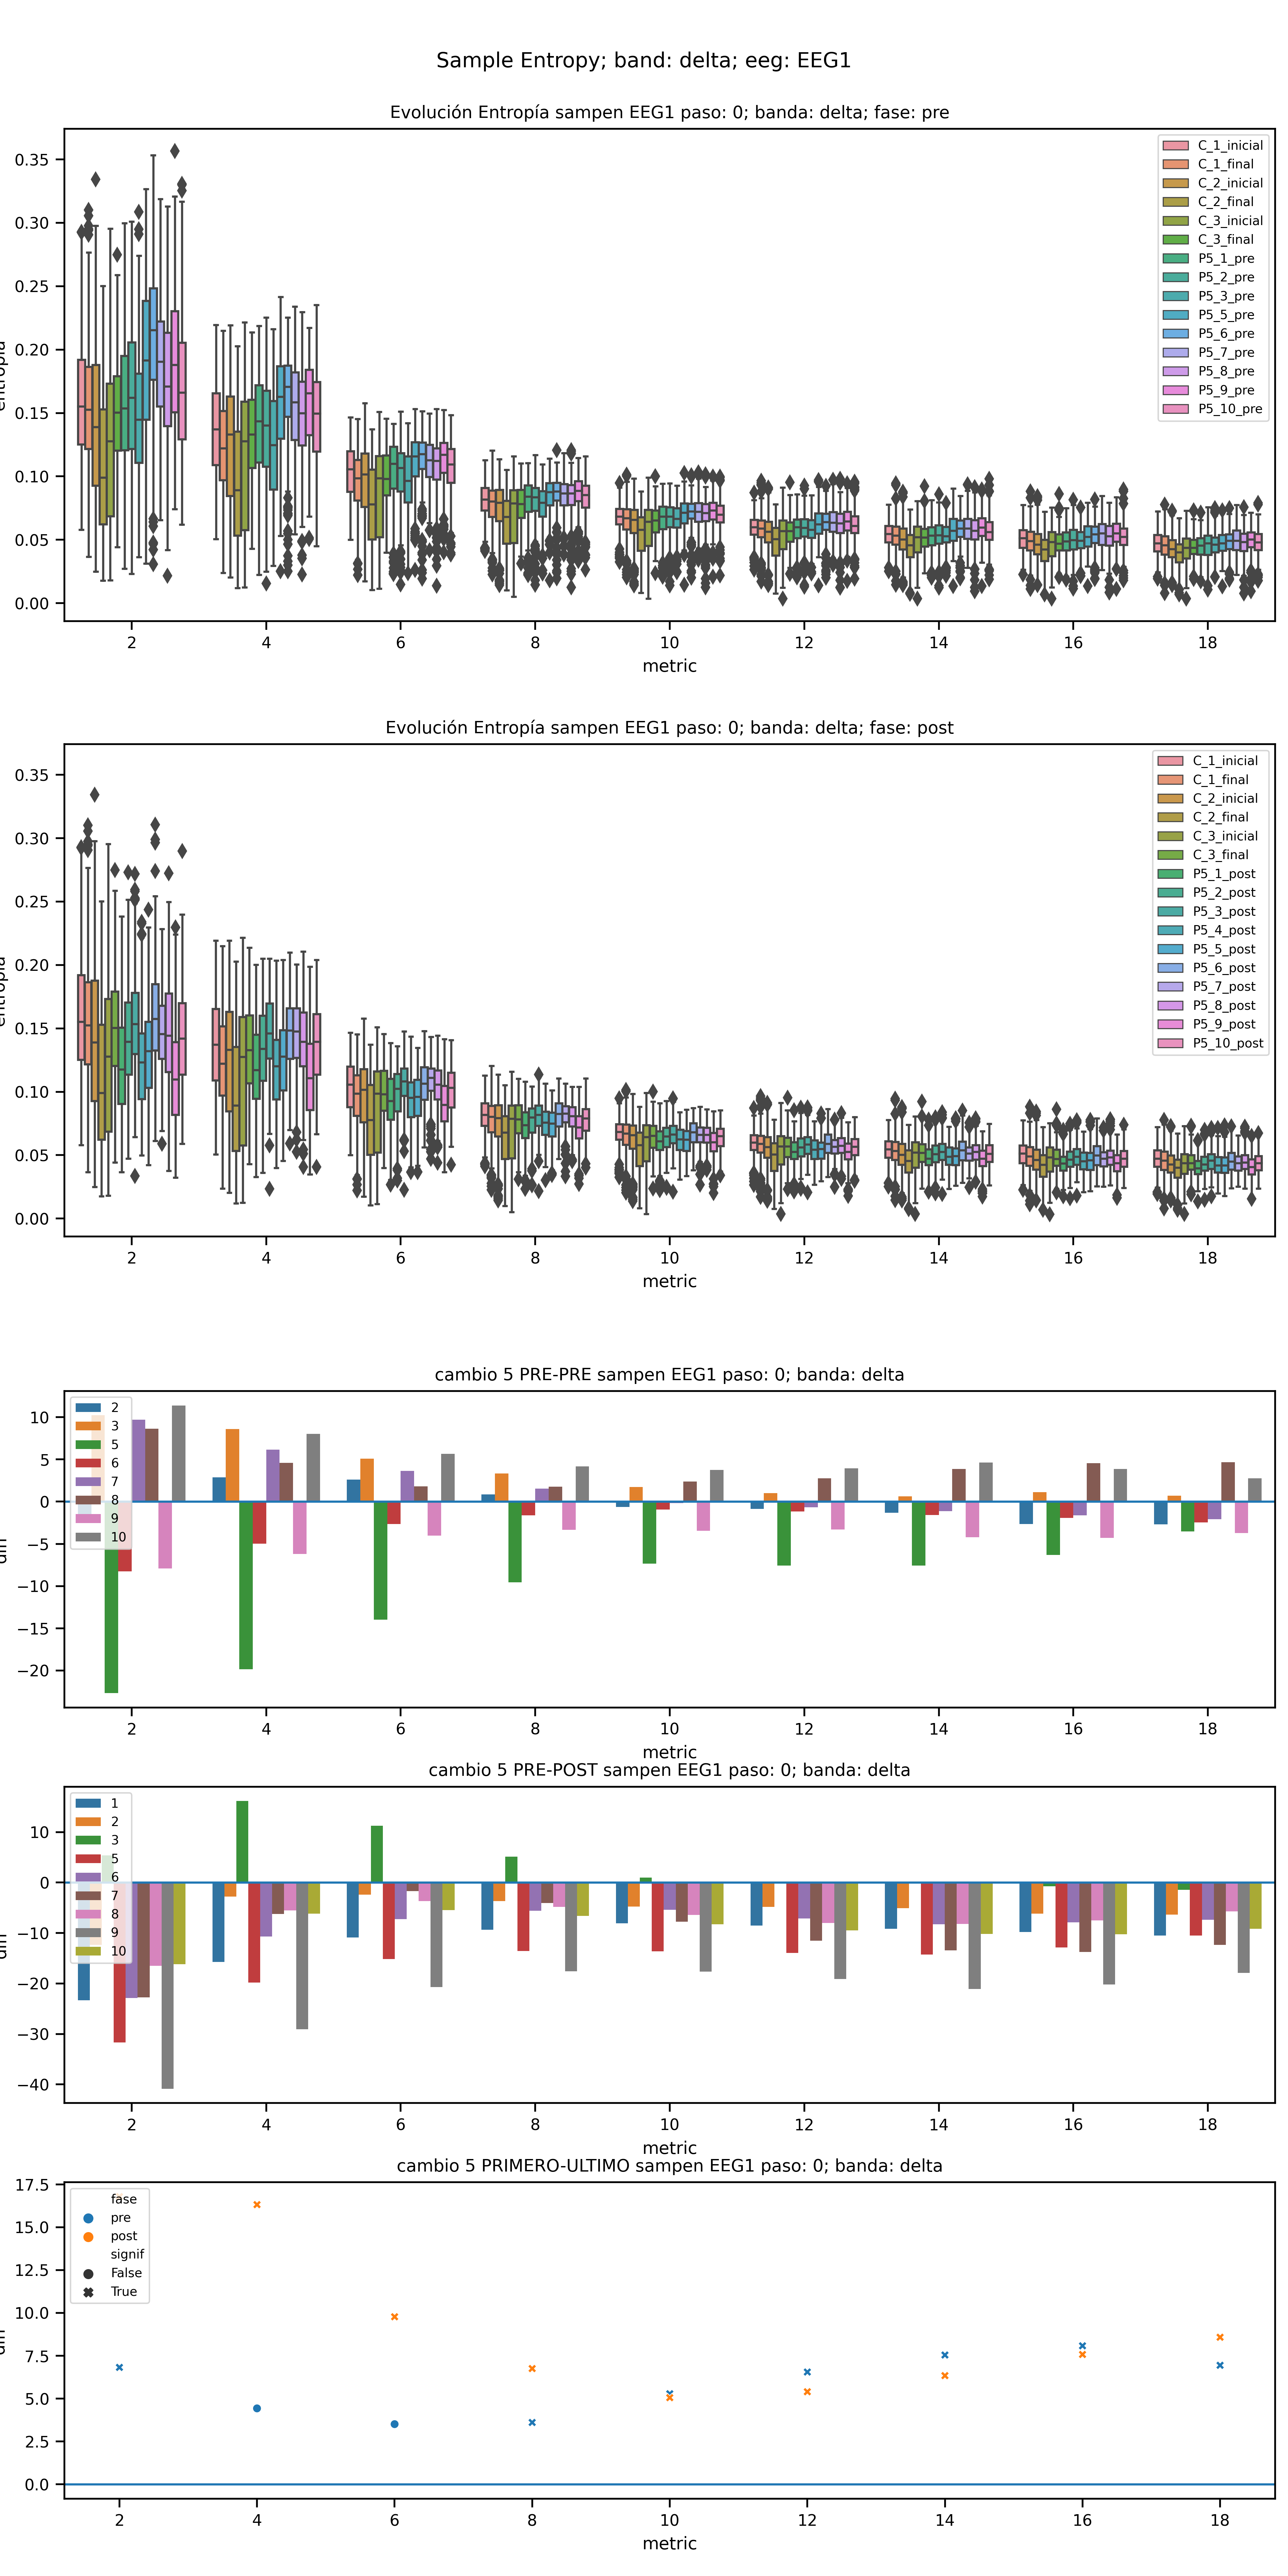 Sample Entropy; band: delta; eeg: EEG1
Evolución Entropía sampen EEG1 paso: 0; banda: delta; fase: pre
0.35
0.30
0.25
0.20
0.15
0.10
0.05
0.00
C_1_inicial
C_1_final
C_2_inicial
C_2_final
C_3_inicial
C_3_final
P5_1_pre
P5_2_pre
P5_3_pre
P5_5_pre
P5_6_pre
P5_7_pre
P5_8_pre
P5_9_pre
P5_10_pre
2 4 6 8 10 12 14 16 18
metric
Evolución Entropía sampen EEG1 paso: 0; banda: delta; fase: post
0.35
0.30
0.25
0.20
0.15
0.10
0.05
0.00
C_1_inicial
C_1_final
C_2_inicial
C_2_final
C_3_inicial
C_3_final
P5_1_post
P5_2_post
P5_3_post
P5_4_post
P5_5_post
P5_6_post
P5_7_post
P5_8_post
P5_9_post
P5_10_post
2 4 6 8 10 12 14 16 18
metric
cambio 5 PRE-PRE sampen EEG1 paso: 0; banda: delta
10
5
0
−5
−10
−15
−20
2
3
5
6
7
8
9
10
2 4 6 8 10 12 14 16 18
metric
cambio 5 PRE-POST sampen EEG1 paso: 0; banda: delta
10
0
−10
−20
−30
−40
1
2
3
5
6
7
8
9
10
2 4 6 8 10 12 14 16 18
metric
cambio 5 PRIMERO-ULTIMO sampen EEG1 paso: 0; banda: delta
17.5
15.0
12.5
10.0
7.5
5.0
2.5
0.0
fase
pre
post
signif
False
True
2 4 6 8 10 12 14 16 18
metric